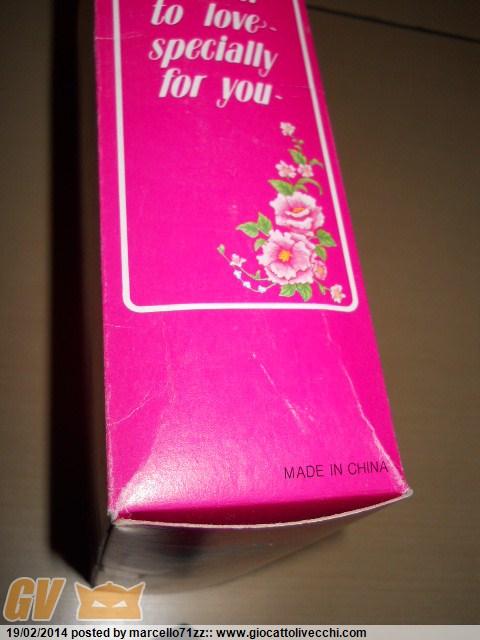 to love-
specially
for you-
MADE IN CHINA
GV
19/02/2014 posted by marcello71zz:: www.giocattolivecchi.com